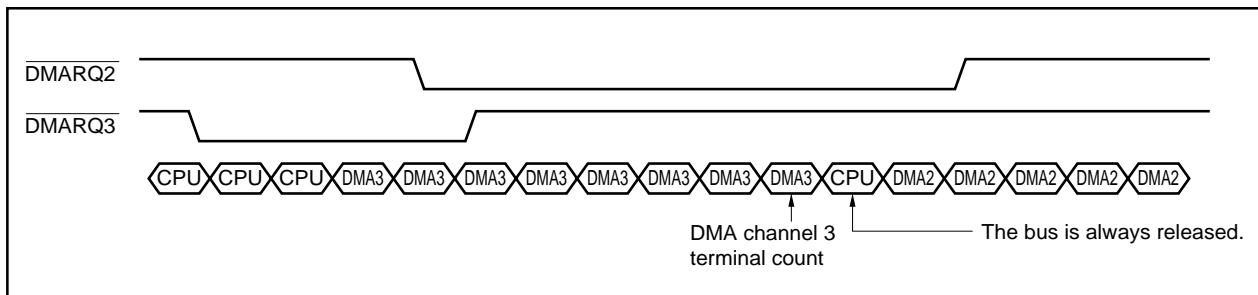 DMARQ2
DMARQ3
CPU CPU CPU DMA3 DMA3 DMA3 DMA3 DMA3 DMA3 DMA3 DMA3 CPU DMA2 DMA2 DMA2 DMA2 DMA2
DMA channel 3
terminal count
The bus is always released.